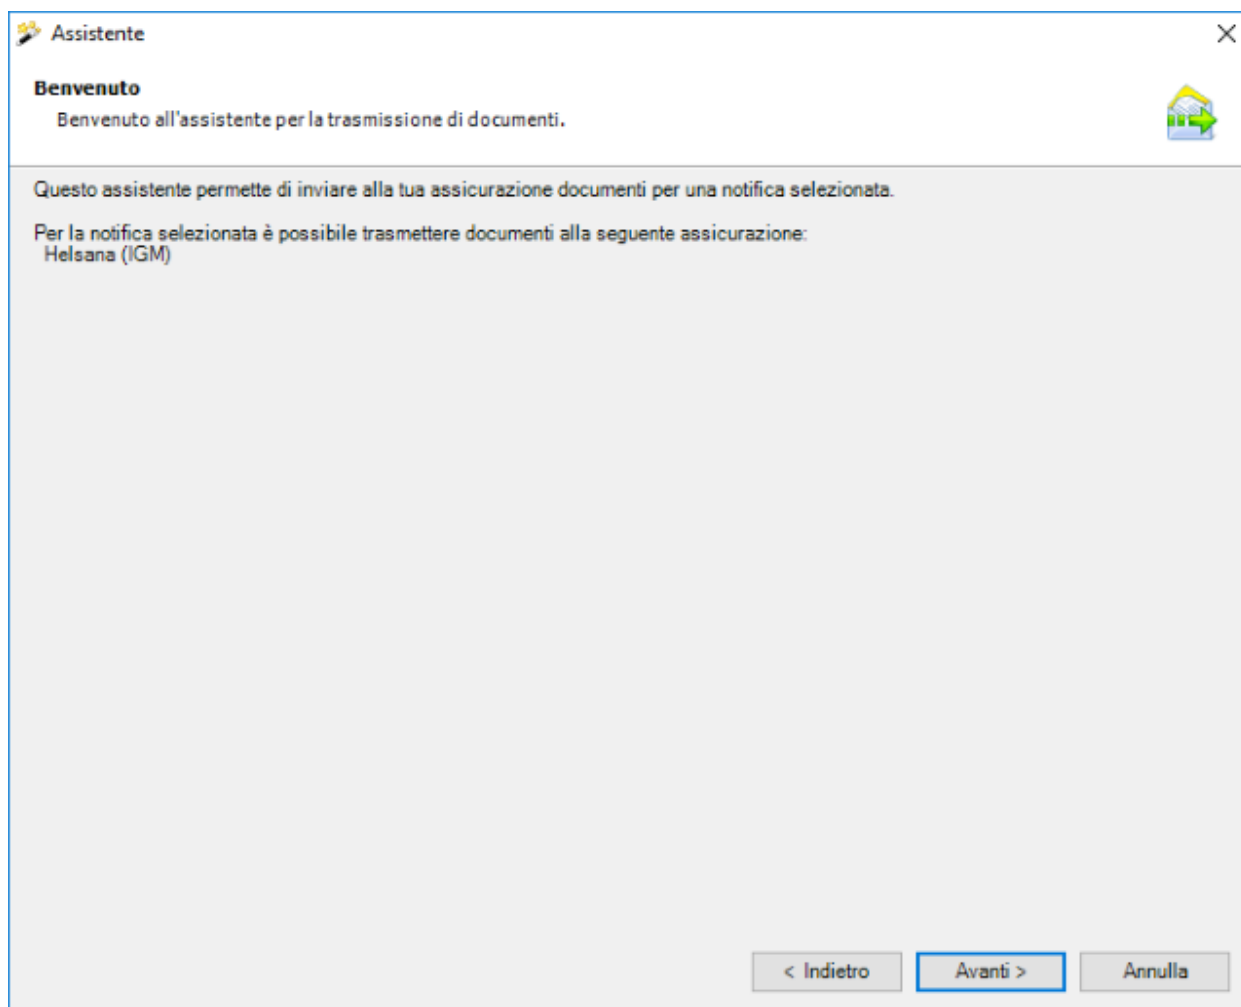 Assistente
Benvenuto
Benvenuto all'assistente per la trasmissione di documenti.
Questo assistente permette di inviare alla tua assicurazione documenti per una notifica selezionata.
Per la notifica selezionata è possibile trasmettere documenti alla seguente assicurazione:
Helsana (IGM)
< Indietro
Avanti >
Annulla